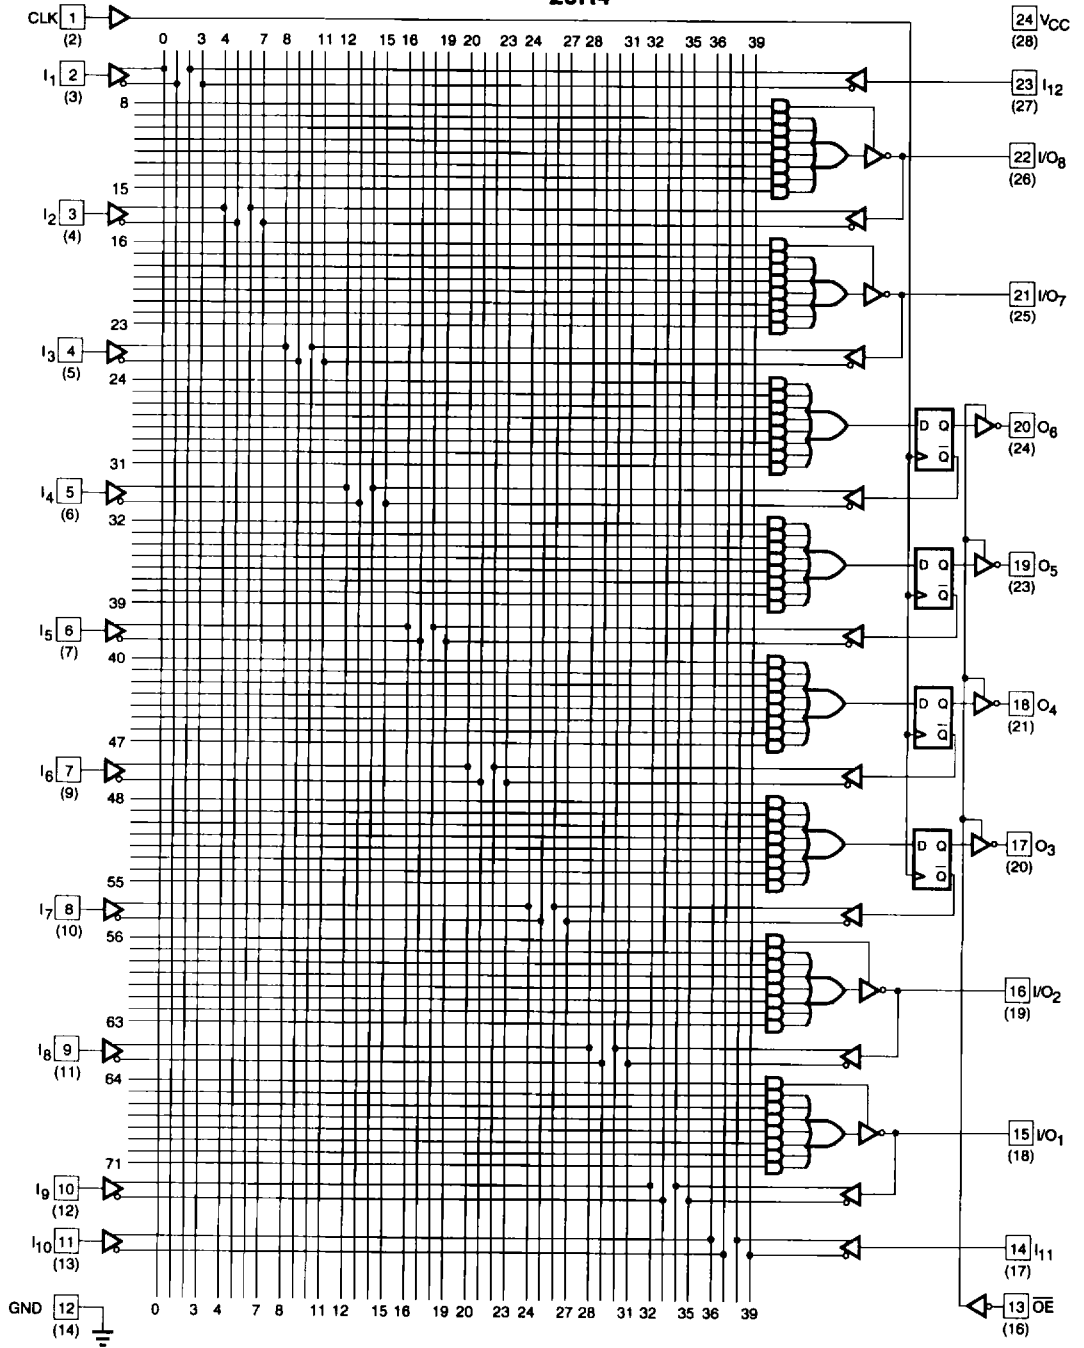 CLK 1
(2)
24 VCC
(28)
0 3 4 7 8 11 12 15 16 19 20 23 24 27 28 31 32 35 36 39
I1 2
(3)
23 I12
(27)
8
15
22 I/O8
(26)
I2 3
(4)
16
23
21 I/O7
(25)
I3 4
(5)
24
31
D Q
Q
20 O6
(24)
I4 5
(6)
32
39
D Q
Q
19 O5
(23)
I5 6
(7)
40
47
D Q
Q
18 O4
(21)
I6 7
(9)
48
55
D Q
Q
17 O3
(20)
I7 8
(10)
56
63
16 I/O2
(19)
I8 9
(11)
64
71
15 I/O1
(18)
I9 10
(12)
I10 11
(13)
14 I11
(17)
GND 12
(14)
0 3 4 7 8 11 12 15 16 19 20 23 24 27 28 31 32 35 36 39
13 OE
(16)